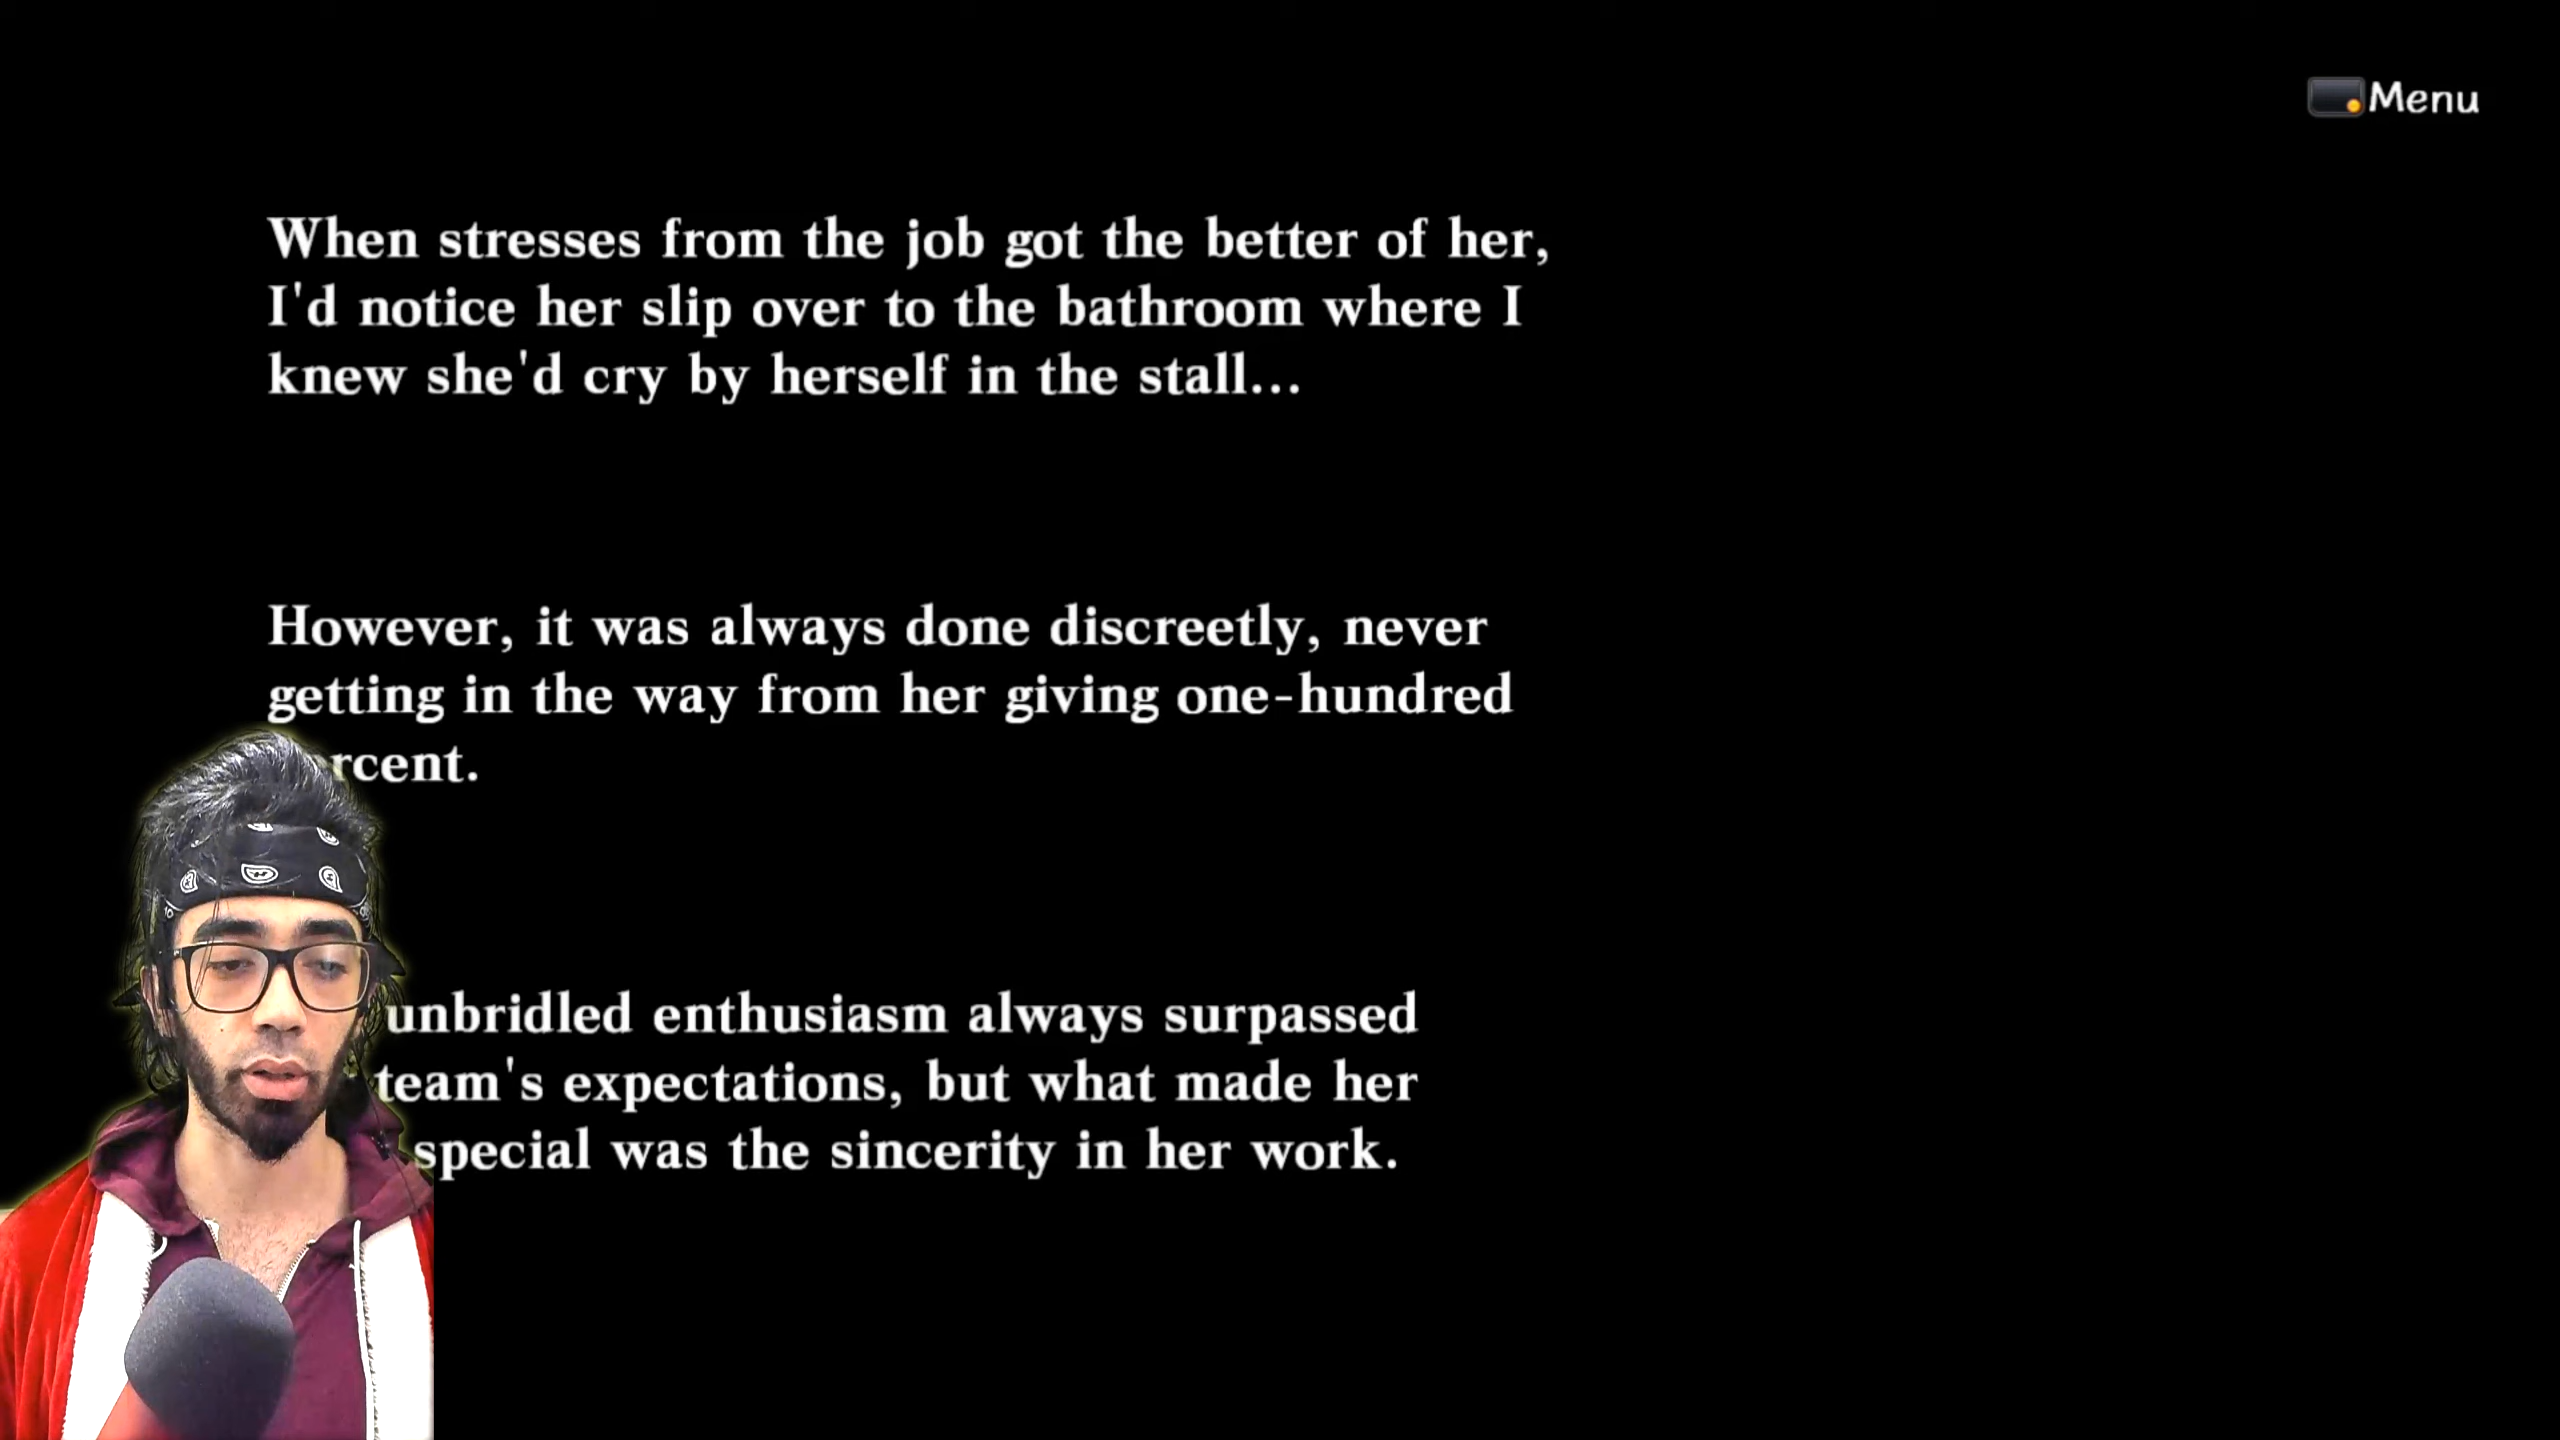 Menu
When stresses from the job got the better of her,
I'd notice her slip over to the bathroom where I
knew she'd cry by herself in the stall...
However, it was always done discreetly, never
getting in the way from her giving one-hundred
rcent.
unbridled enthusiasm always surpassed
team's expectations, but what made her
special was the sincerity in her work.